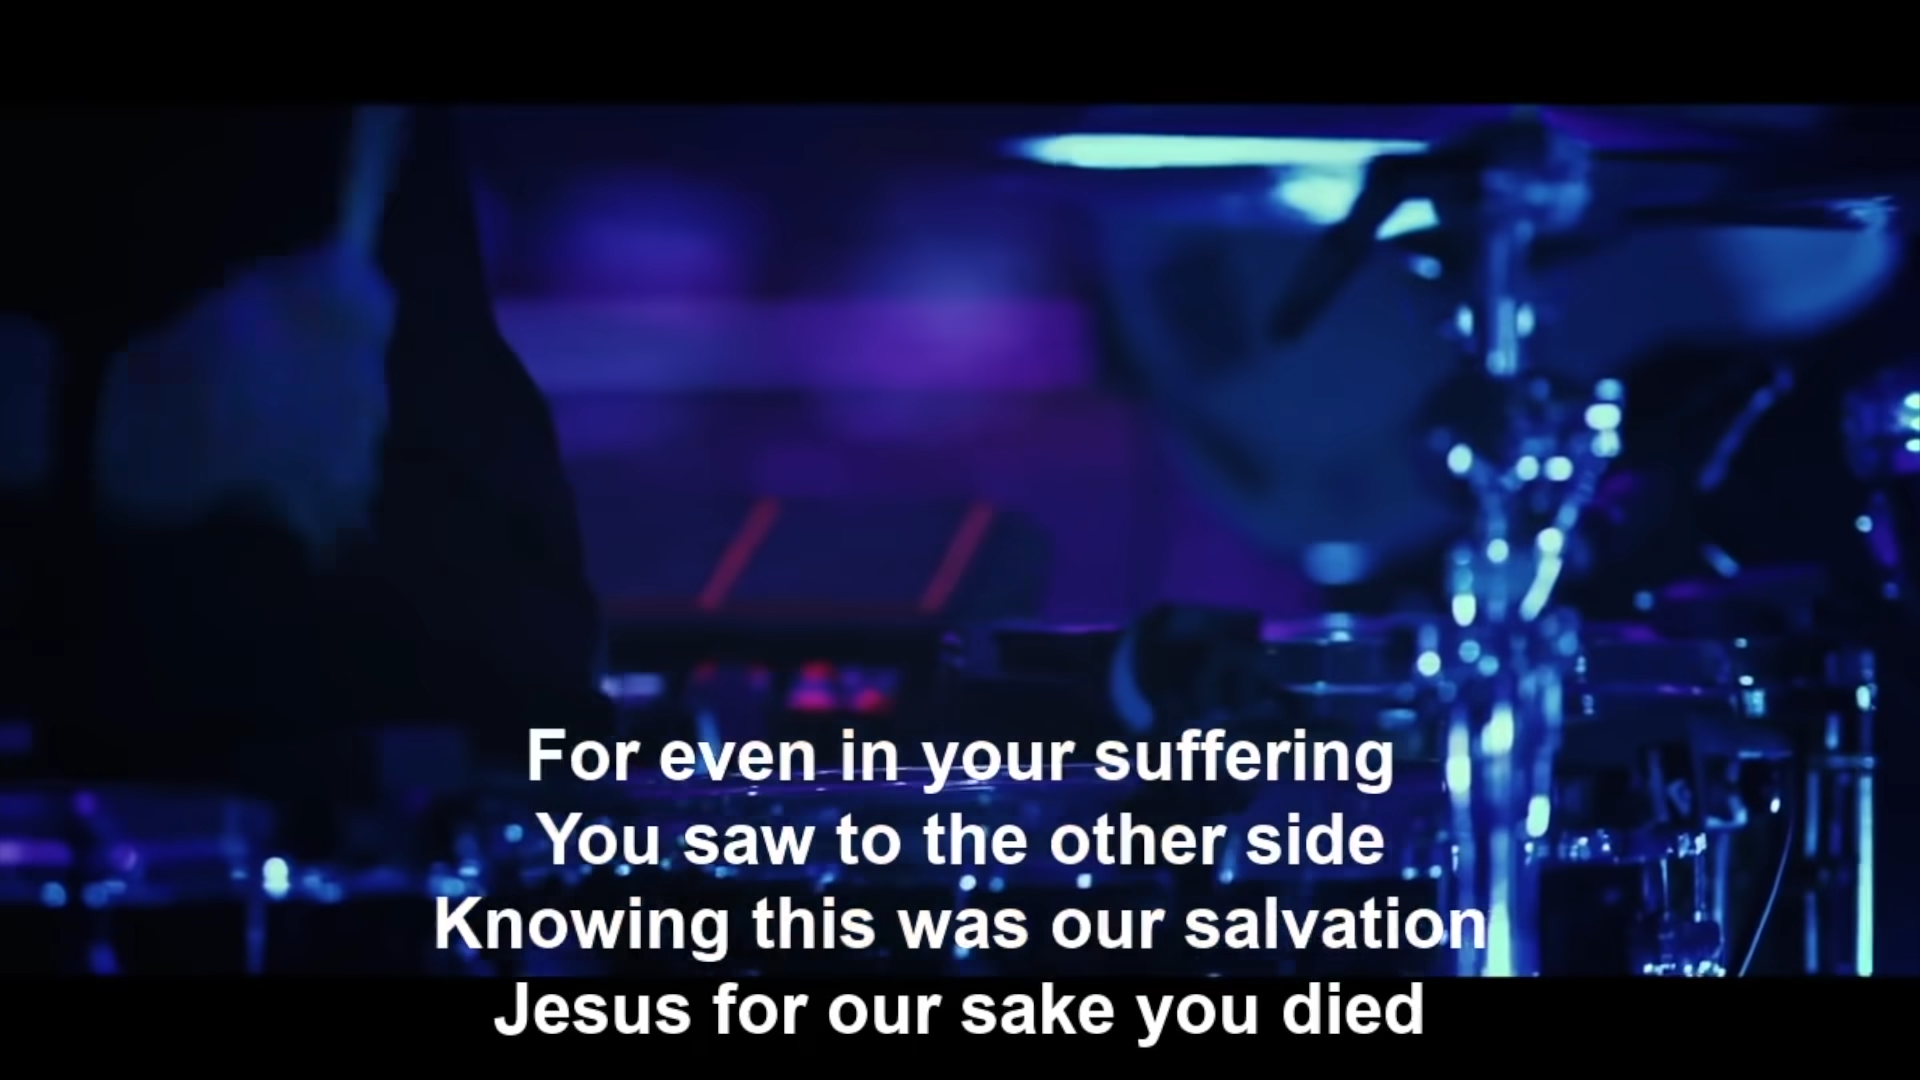 For even in your suffering
You saw to the other side
Knowing this was our salvation
Jesus for our sake you died